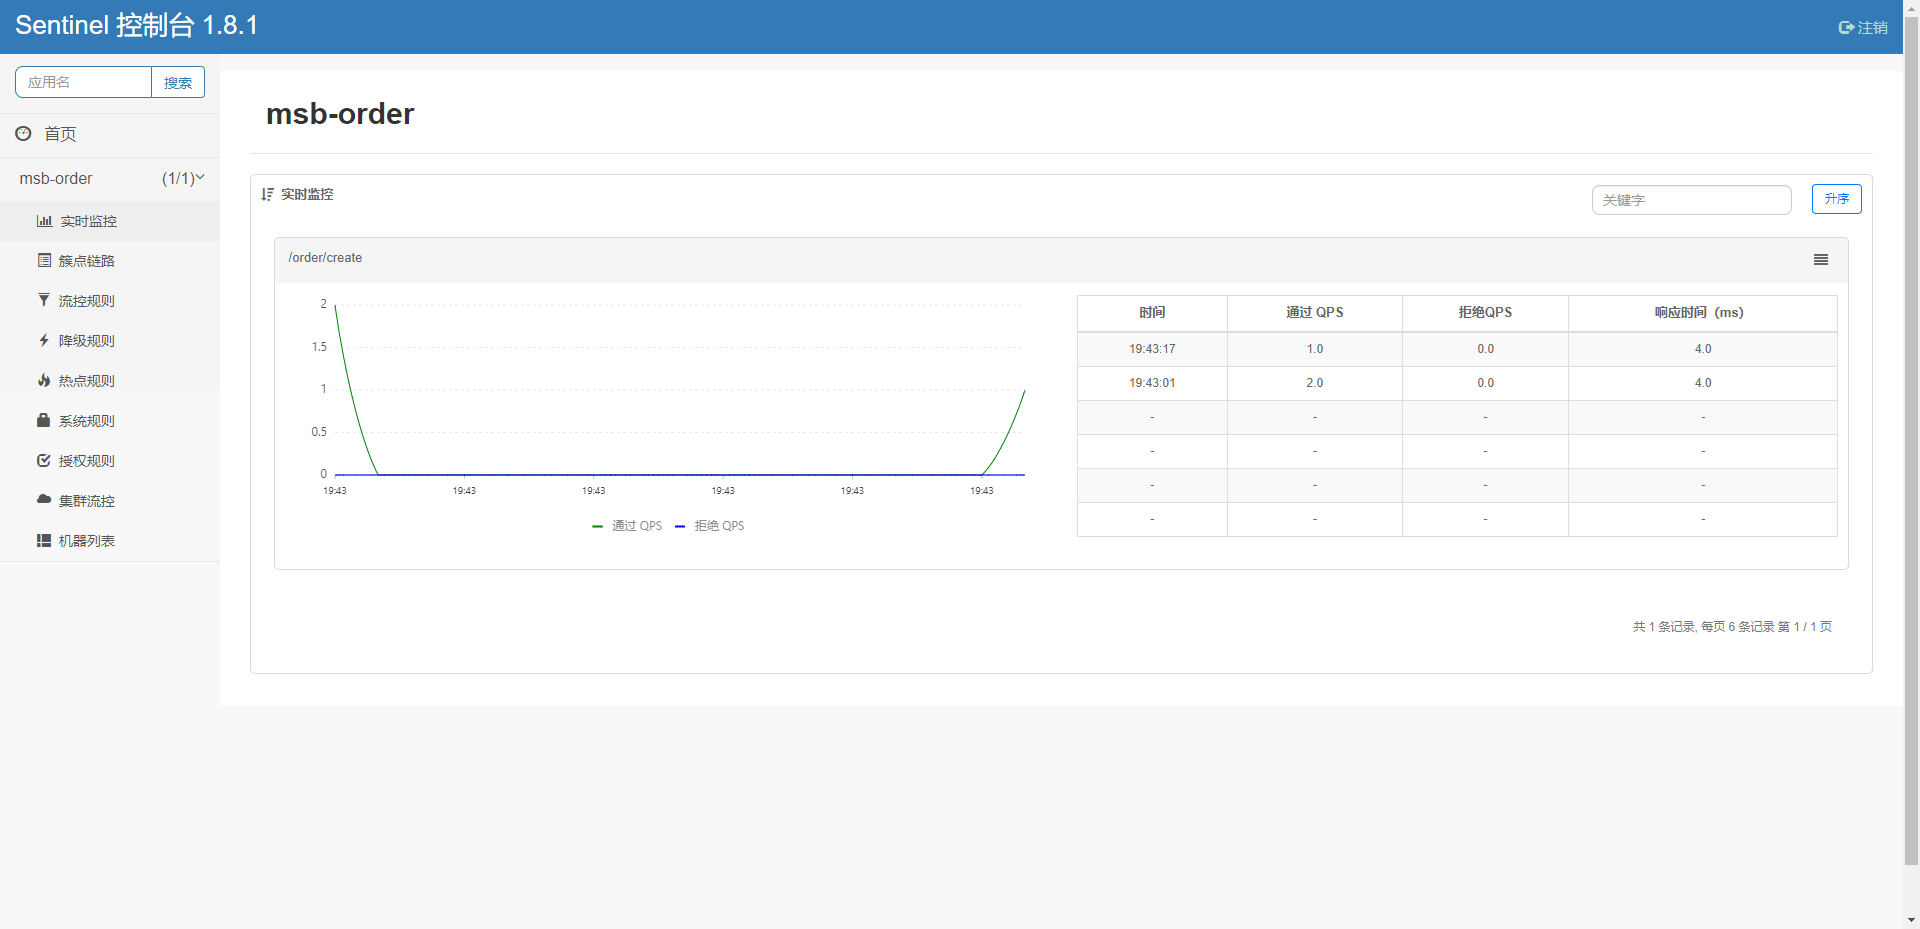 Sentinel 控制台 1.8.1
注销
应用名 搜索
首页
msb-order (1/1)
实时监控
簇点链路
流控规则
降级规则
热点规则
系统规则
授权规则
集群流控
机器列表
msb-order
实时监控
关键字 升序
/order/create
2
1.5
1
0.5
0
19:43 19:43 19:43 19:43 19:43 19:43
通过 QPS 拒绝 QPS
时间 通过 QPS 拒绝QPS 响应时间（ms）
19:43:17 1.0 0.0 4.0
19:43:01 2.0 0.0 4.0
- - - -
- - - -
- - - -
- - - -
共 1 条记录, 每页 6 条记录 第 1 / 1 页